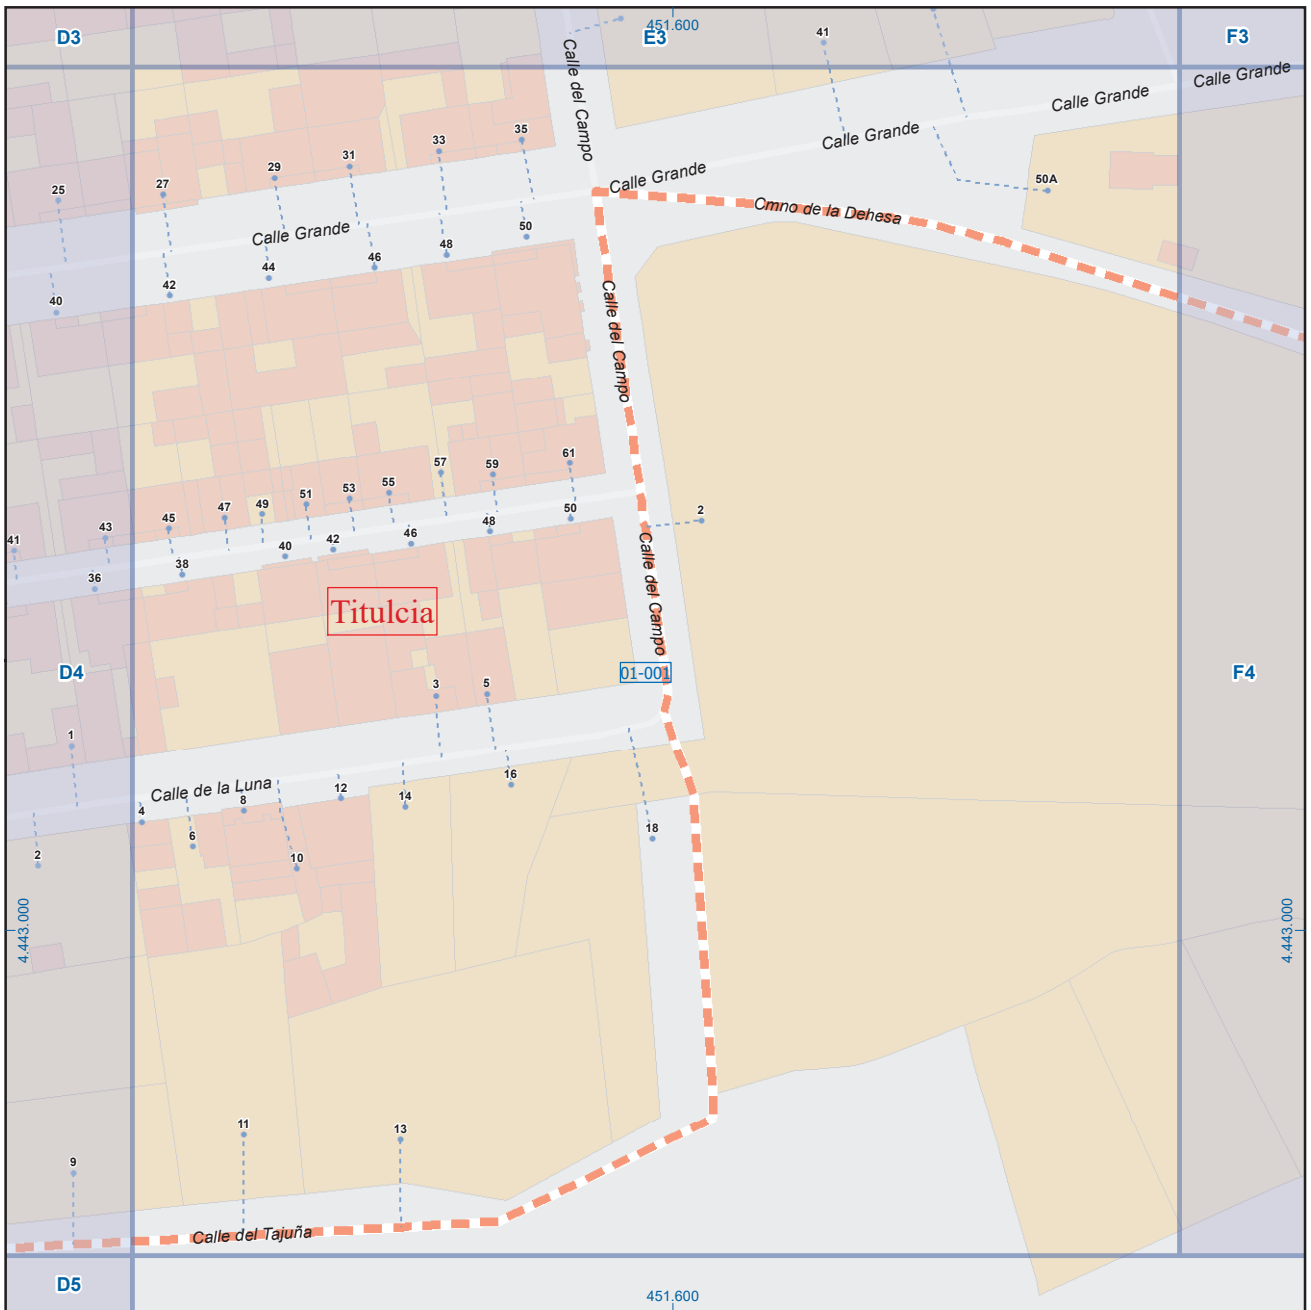 D3
451.600
E3
F3
41
Calle Grande
Calle Grande
Calle del Campo
Calle Grande
35
33
31
29
27
25
Calle Grande
50A
Cmno de la Dehesa
Calle Grande
50
48
46
44
42
40
Calle del Campo
61
59
57
55
53
51
49
47
45
43
41
50
48
46
42
40
38
36
2
Calle del Campo
Titulcia
D4
01-001
F4
3
5
1
Calle de la Luna
16
14
12
8
4
6
10
18
2
4.443.000
4.443.000
11
13
9
Calle del Tajuña
D5
451.600